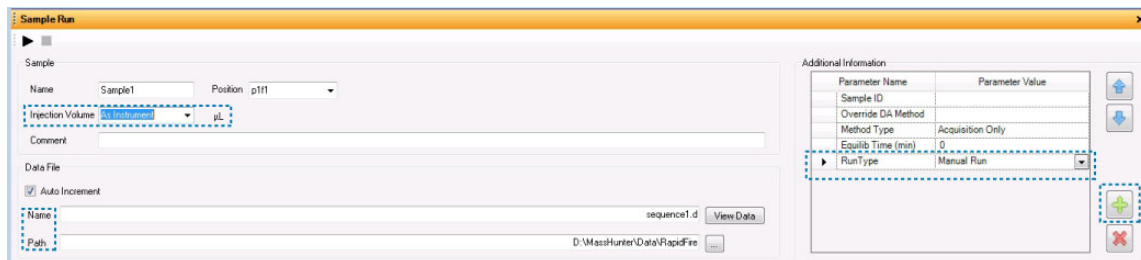 Sample Run
Sample
Name Sample1 Position p1f1
Injection Volume As Instrument µL
Comment
Data File
Auto Increment
Name sequence1.d View Data
Path D:\MassHunter\Data\RapidFire ...
Additional Information
Parameter Name Parameter Value
Sample ID
Override DA Method
Method Type Acquisition Only
Equilib Time (min) 0
RunType Manual Run